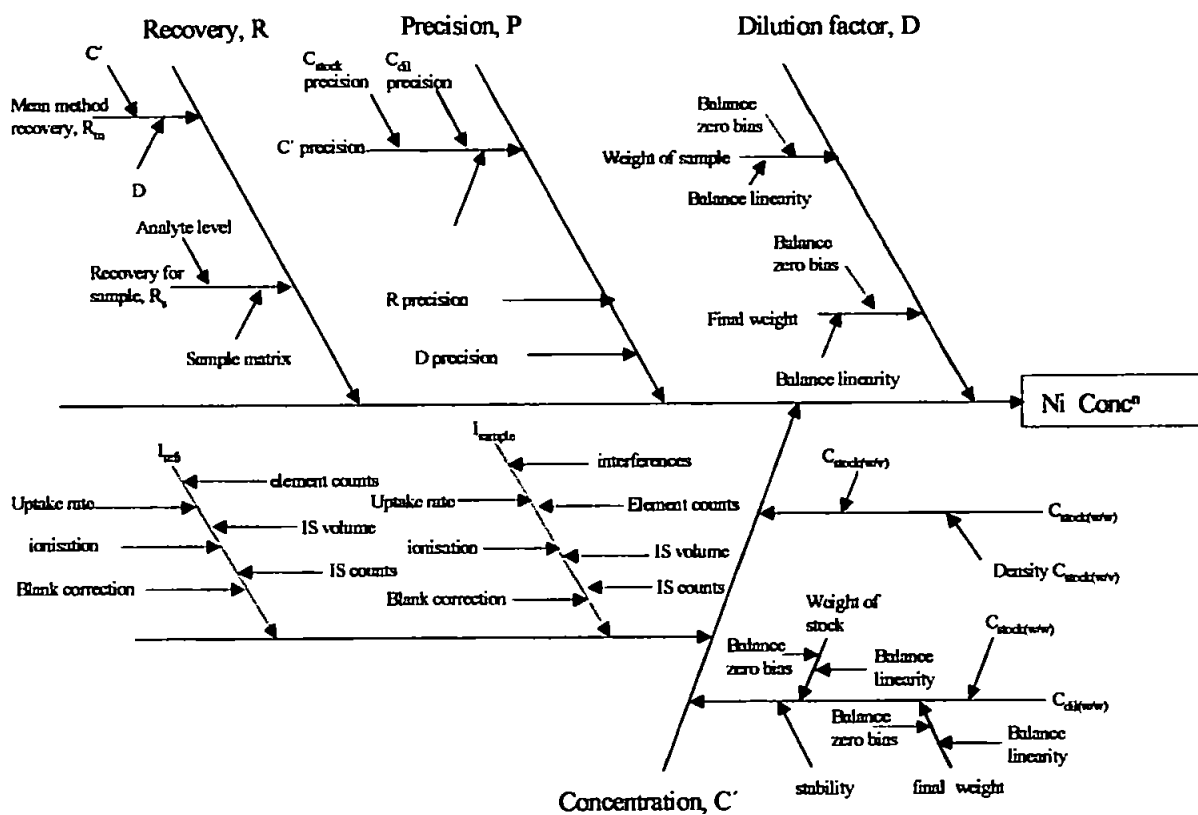 Recovery, R
Precision, P
Dilution factor, D
C´
Mean method
recovery, Rm
D
Analyte level
Recovery for
sample, Rs
Sample matrix
Cstock
precision
Cdil
precision
C´ precision
R precision
D precision
Balance
zero bias
Weight of sample
Balance linearity
Balance
zero bias
Final weight
Balance linearity
Ni Concⁿ
element counts
Uptake rate
IS volume
ionisation
IS counts
Blank correction
Isample
interferences
Uptake rate
Element counts
ionisation
IS volume
IS counts
Blank correction
Cstock(w/v)
Cstock(w/w)
Density Cstock(w/v)
Weight of
stock
Cstock(w/w)
Balance
zero bias
Balance
linearity
Cdil(w/w)
Balance
zero bias
Balance
linearity
stability
final weight
Concentration, C´